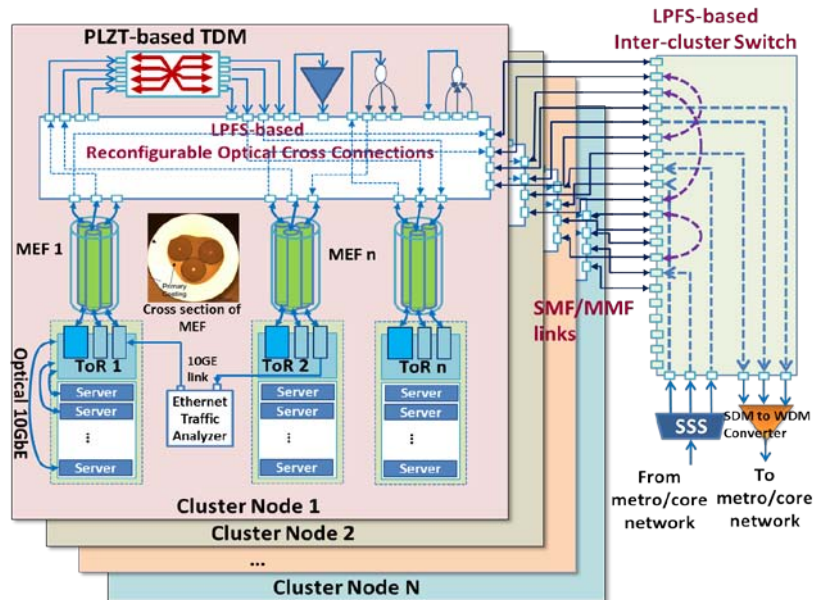 PLZT-based TDM
LPFS-based
Reconfigurable Optical Cross Connections
LPFS-based
Inter-cluster Switch
MEF 1
Primary
Coating
Cross section of
MEF
MEF n
SMF/MMF
links
Optical 10GbE
ToR 1
10GE
link
ToR 2
ToR n
Ethernet
Traffic
Analyzer
Server
Server
...
Server
Server
Server
...
Server
Server
Server
...
Server
SSS
SDM to WDM
Converter
From
metro/core
network
To
metro/core
network
Cluster Node 1
Cluster Node 2
...
Cluster Node N